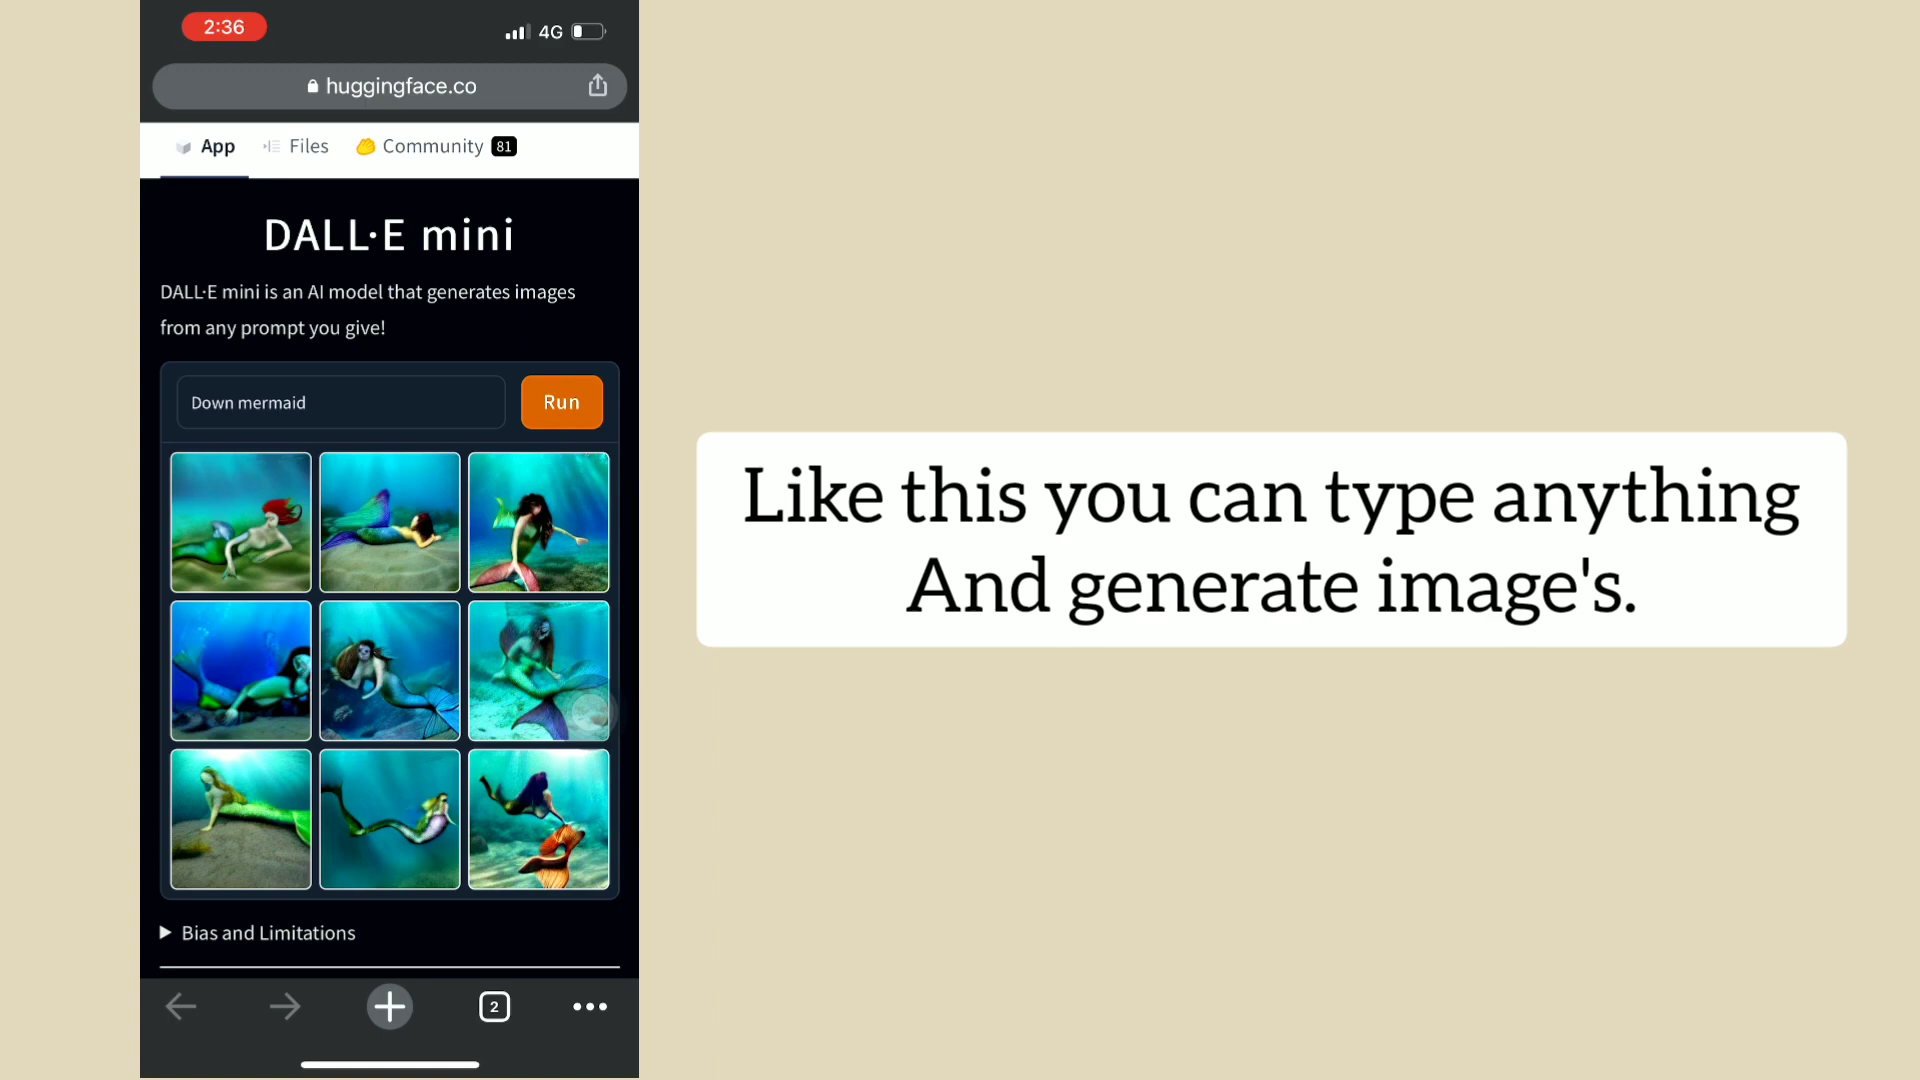 2:36
4G
huggingface.co
App Files Community 81
DALL·E mini
DALL·E mini is an AI model that generates images
from any prompt you give!
Down mermaid
Run
Bias and Limitations
2
Like this you can type anything
And generate image's.